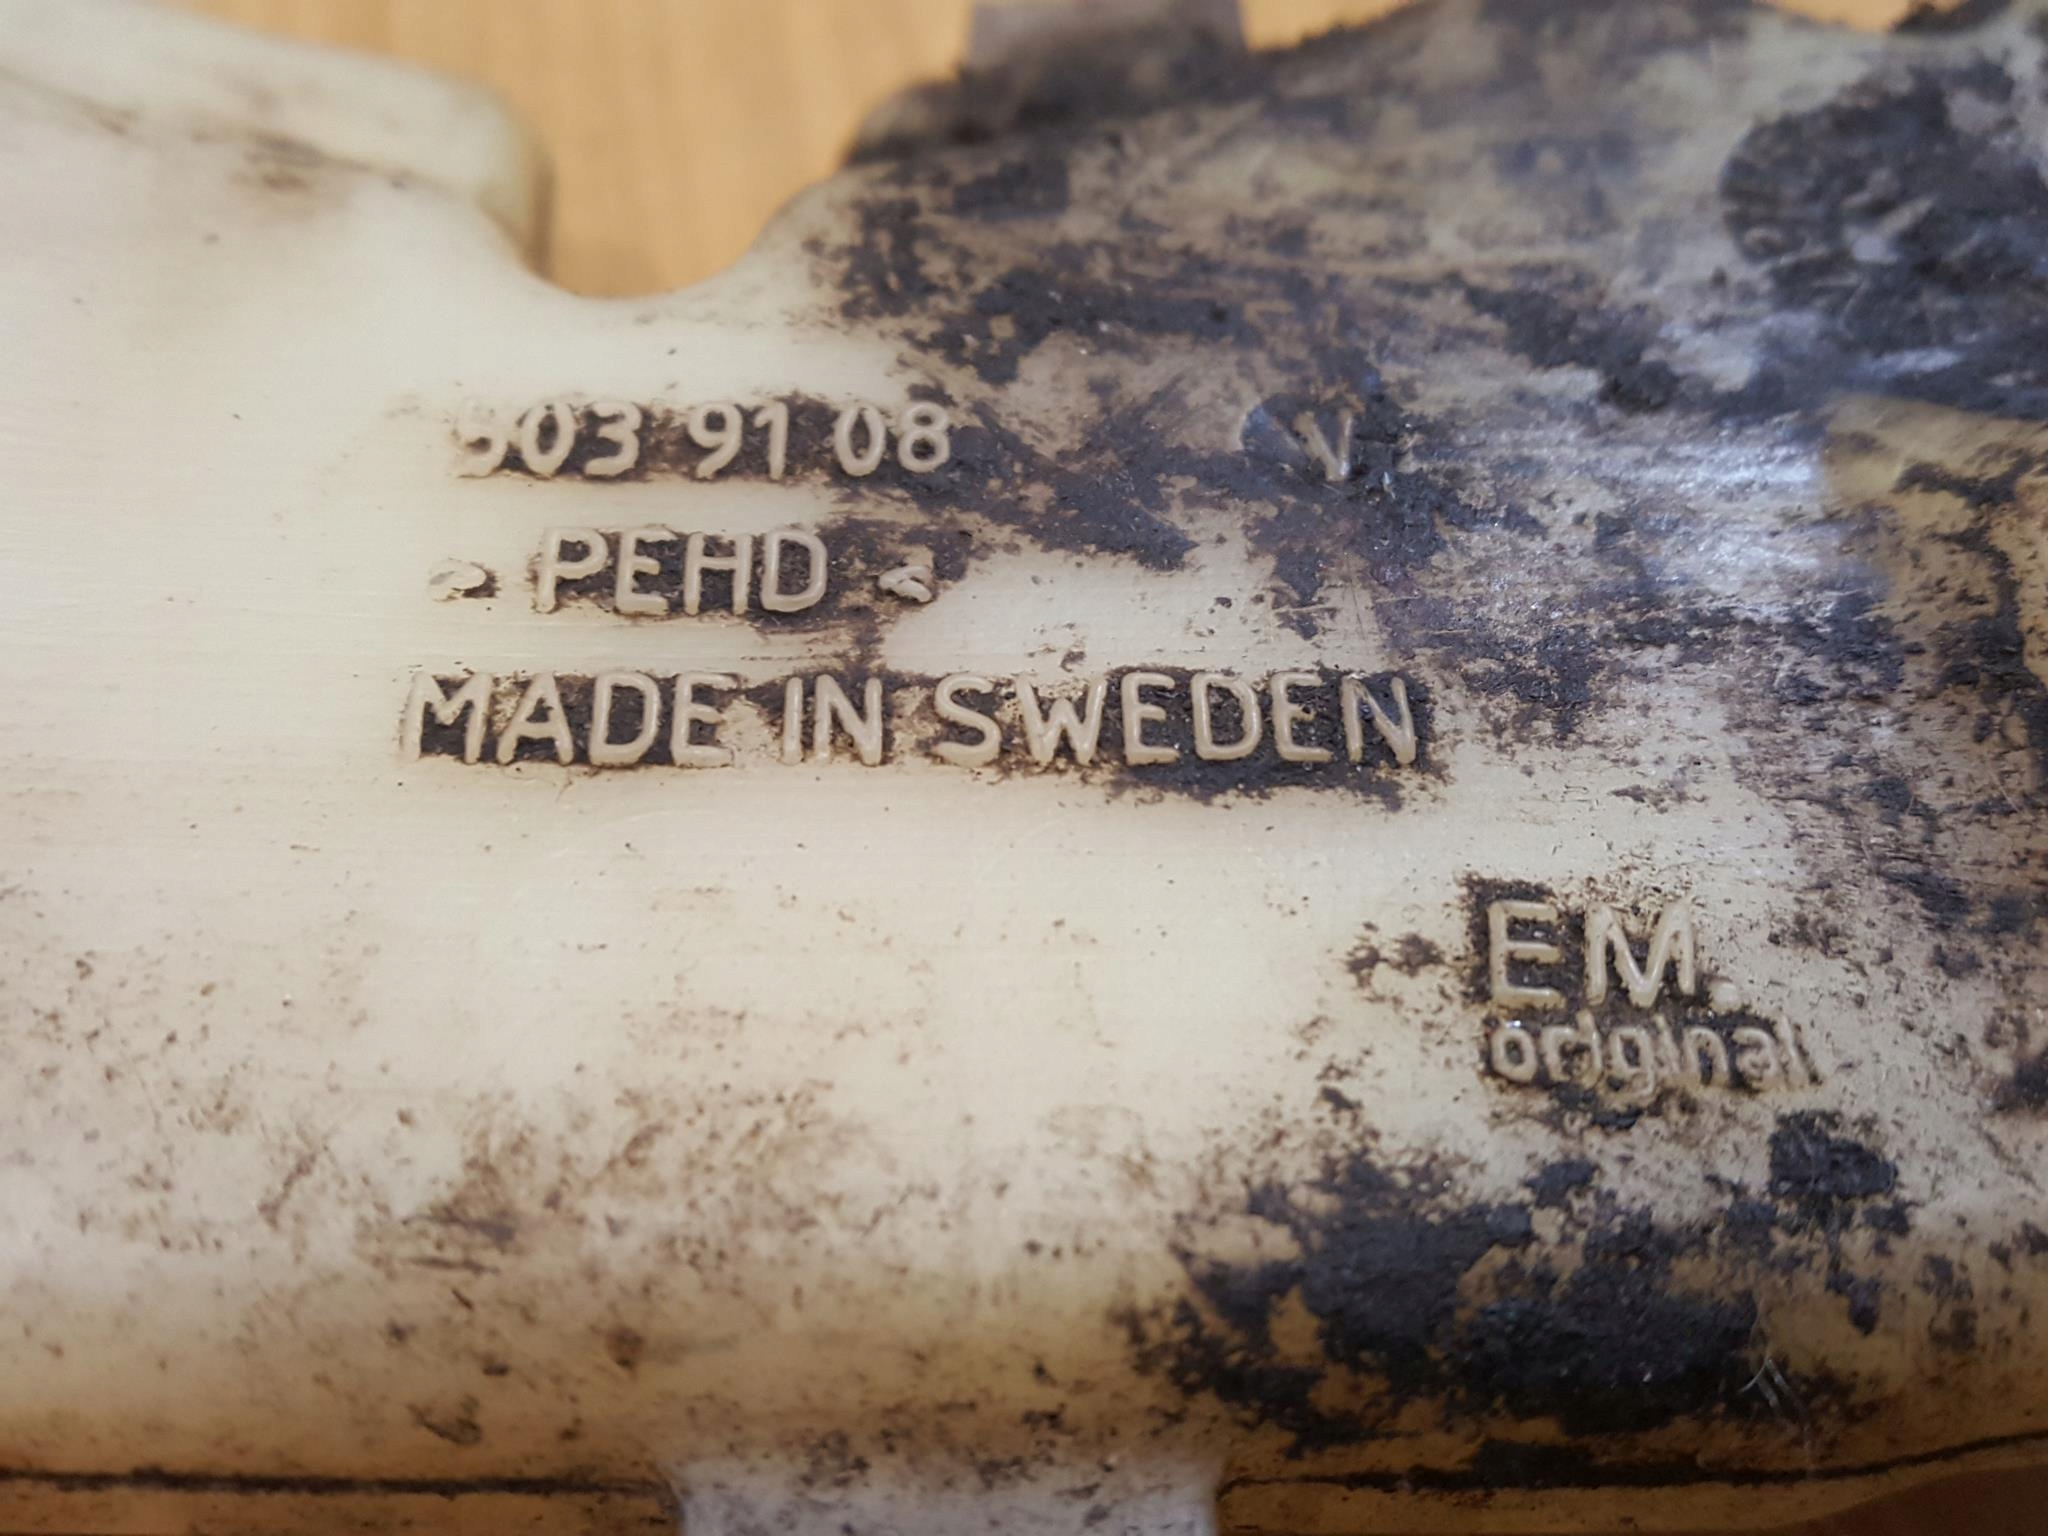 503 91 08 V
> PEHD <
MADE IN SWEDEN
EM.
original